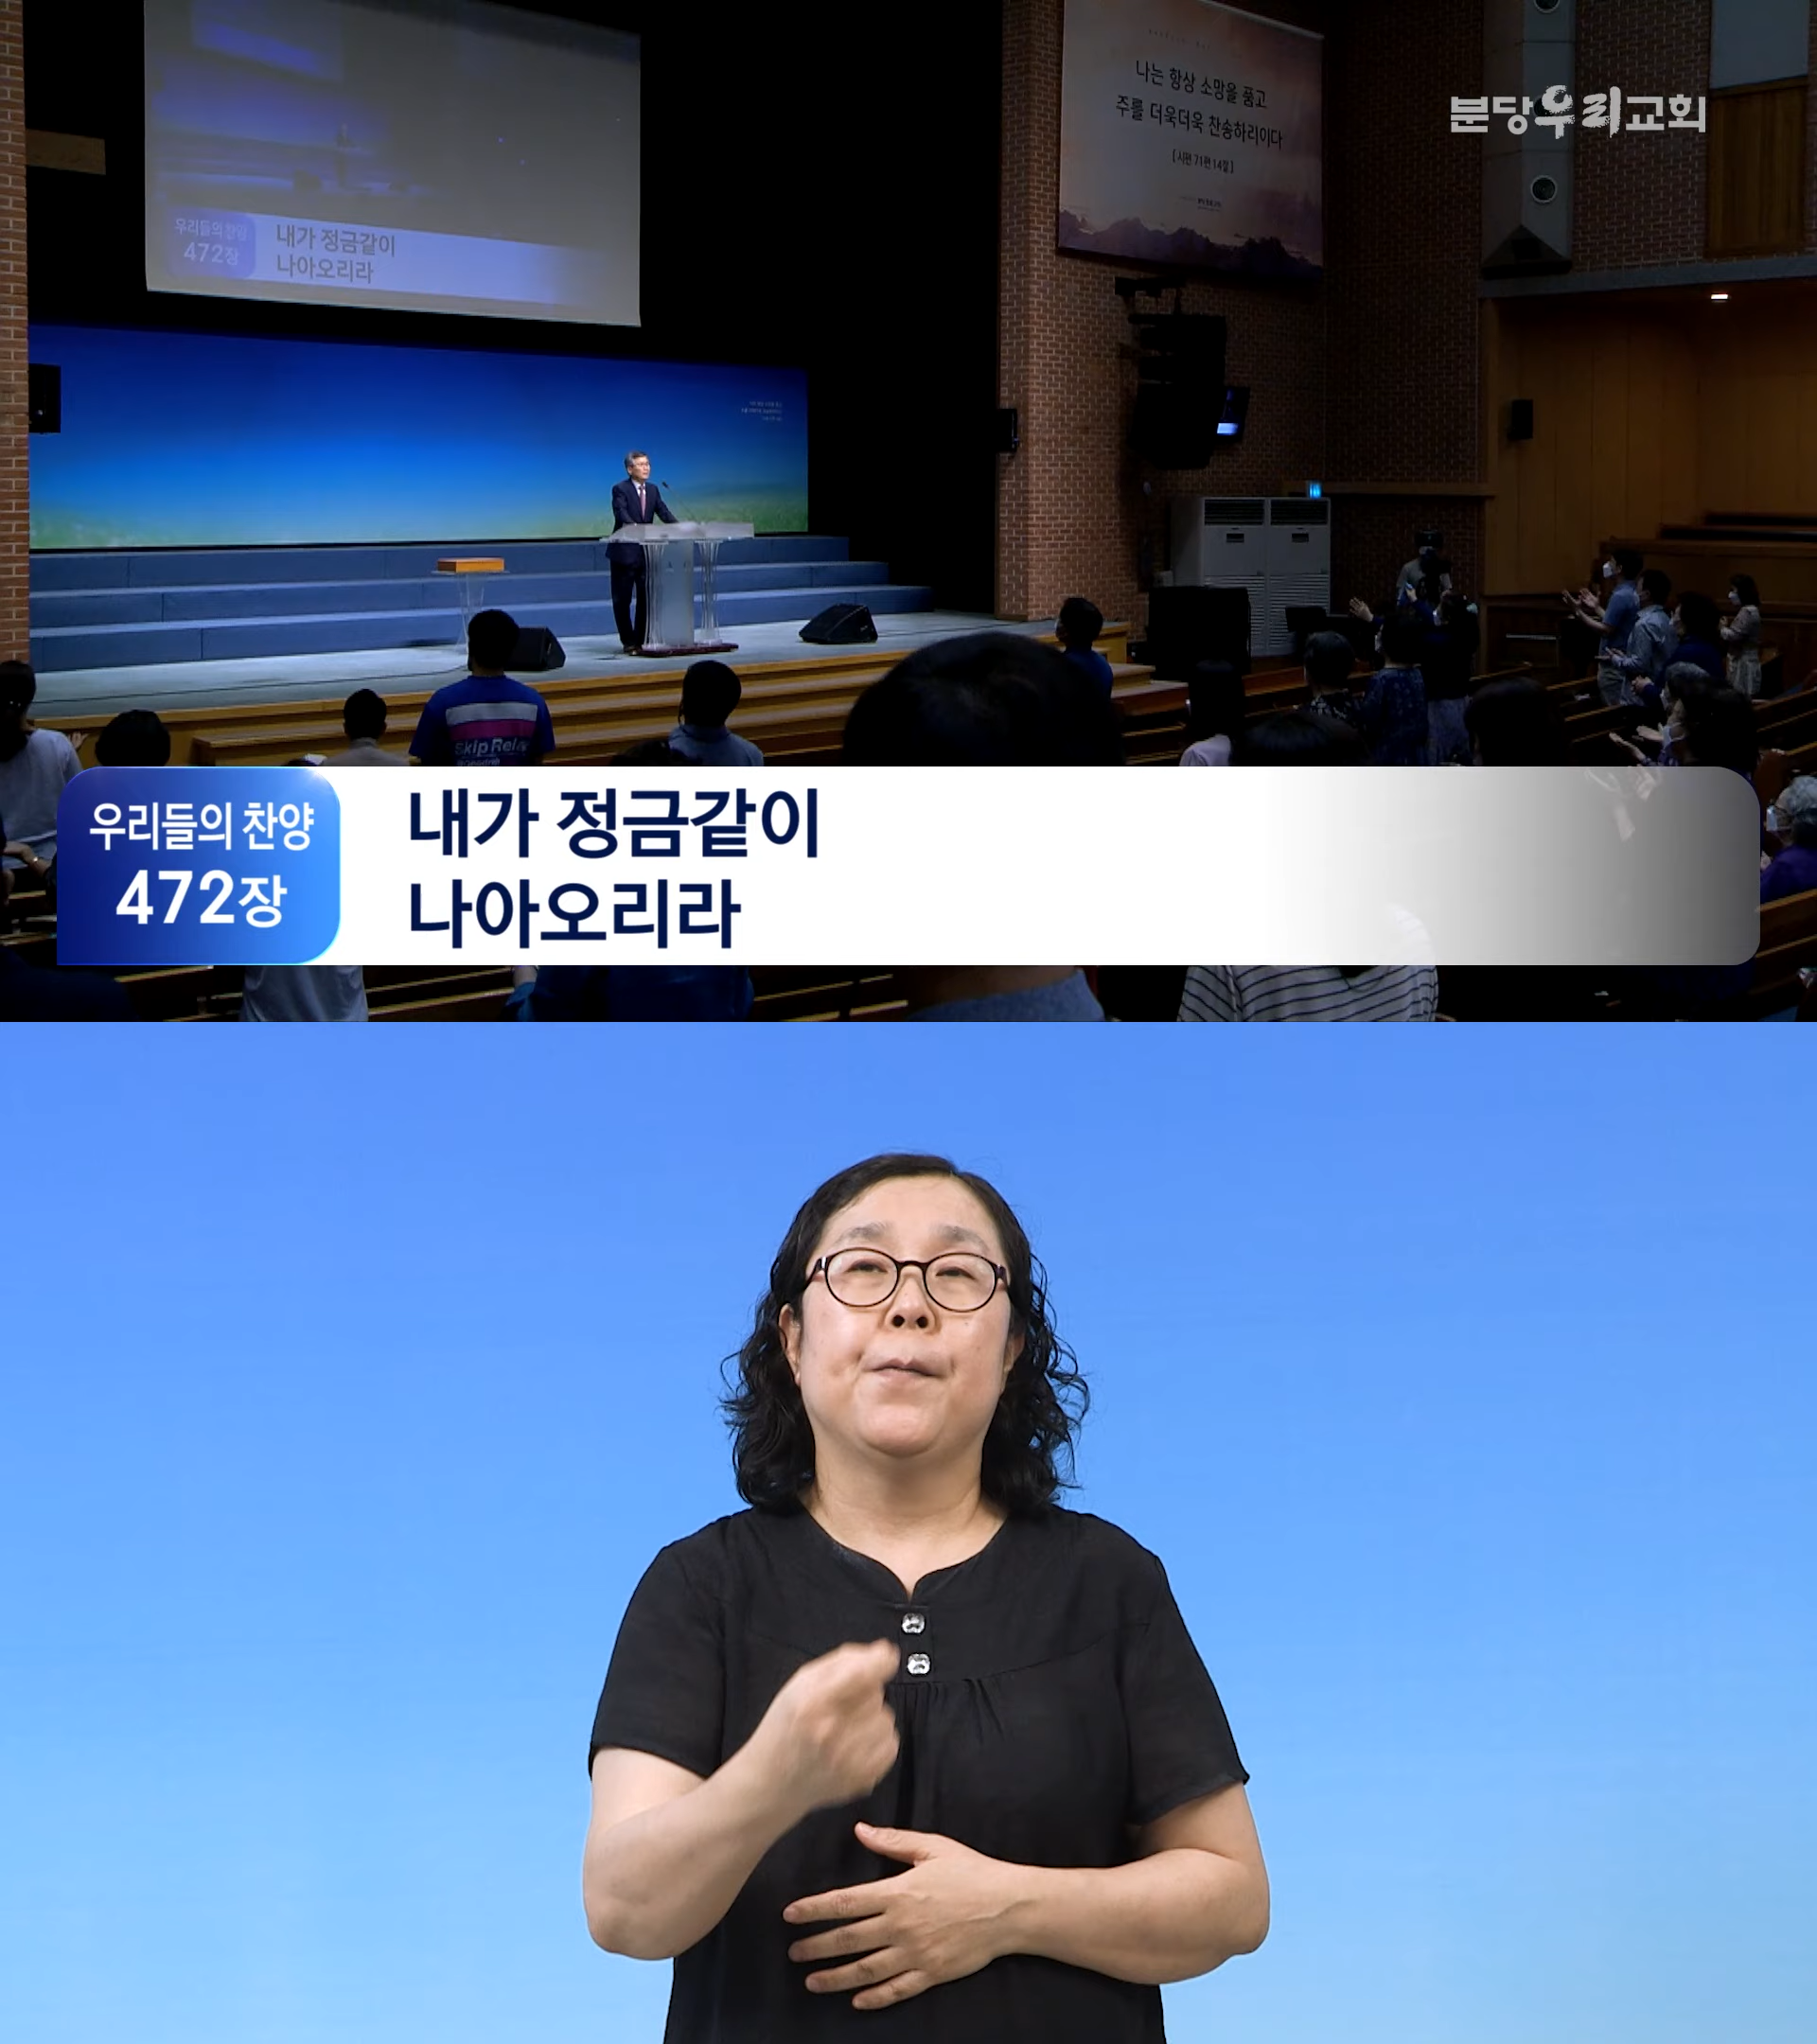 나는 항상 소망을 품고
주를 더욱더욱 찬송하리이다
[시편 71편 14절]
분당우리교회
우리들의 찬양
472장
내가 정금같이
나아오리라
Skip Relax
우리들의 찬양
472장
내가 정금같이
나아오리라